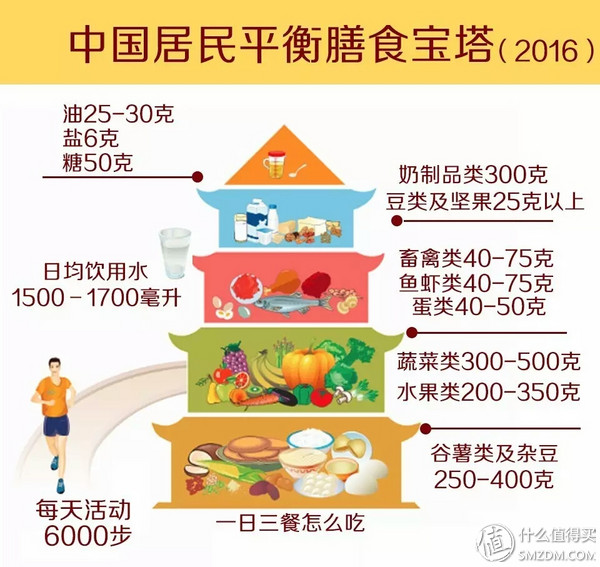 中国居民平衡膳食宝塔(2016)
油25-30克
盐6克
糖50克
奶制品类300克
豆类及坚果25克以上
日均饮用水
1500-1700毫升
畜禽类40-75克
鱼虾类40-75克
蛋类40-50克
蔬菜类300-500克
水果类200-350克
谷薯类及杂豆
250-400克
每天活动
6000步
一日三餐怎么吃
值 什么值得买
SMZDM.COM